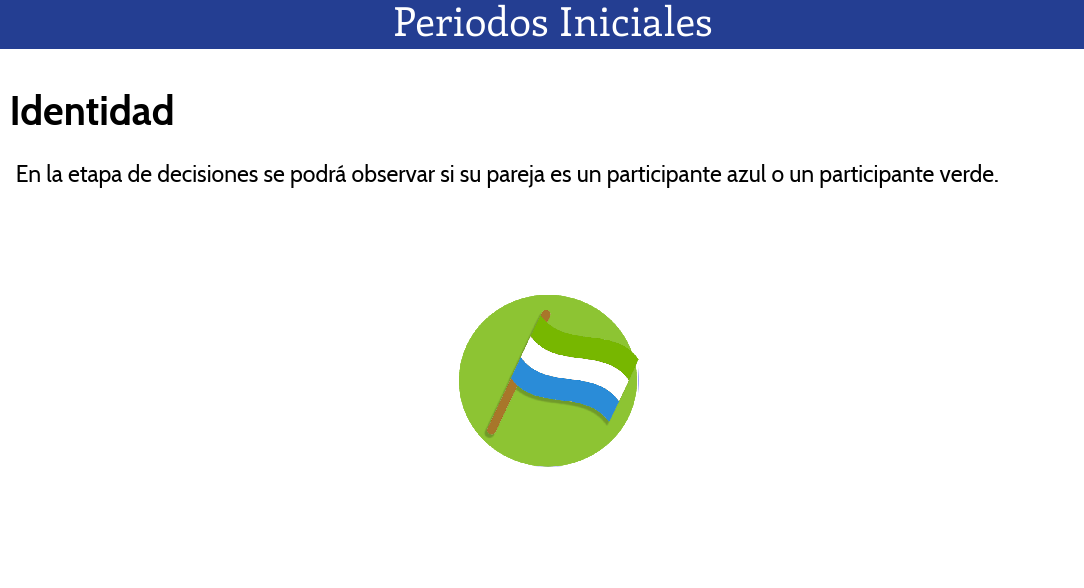 Periodos Iniciales
Identidad
En la etapa de decisiones se podrá observar si su pareja es un participante azul o un participante verde.